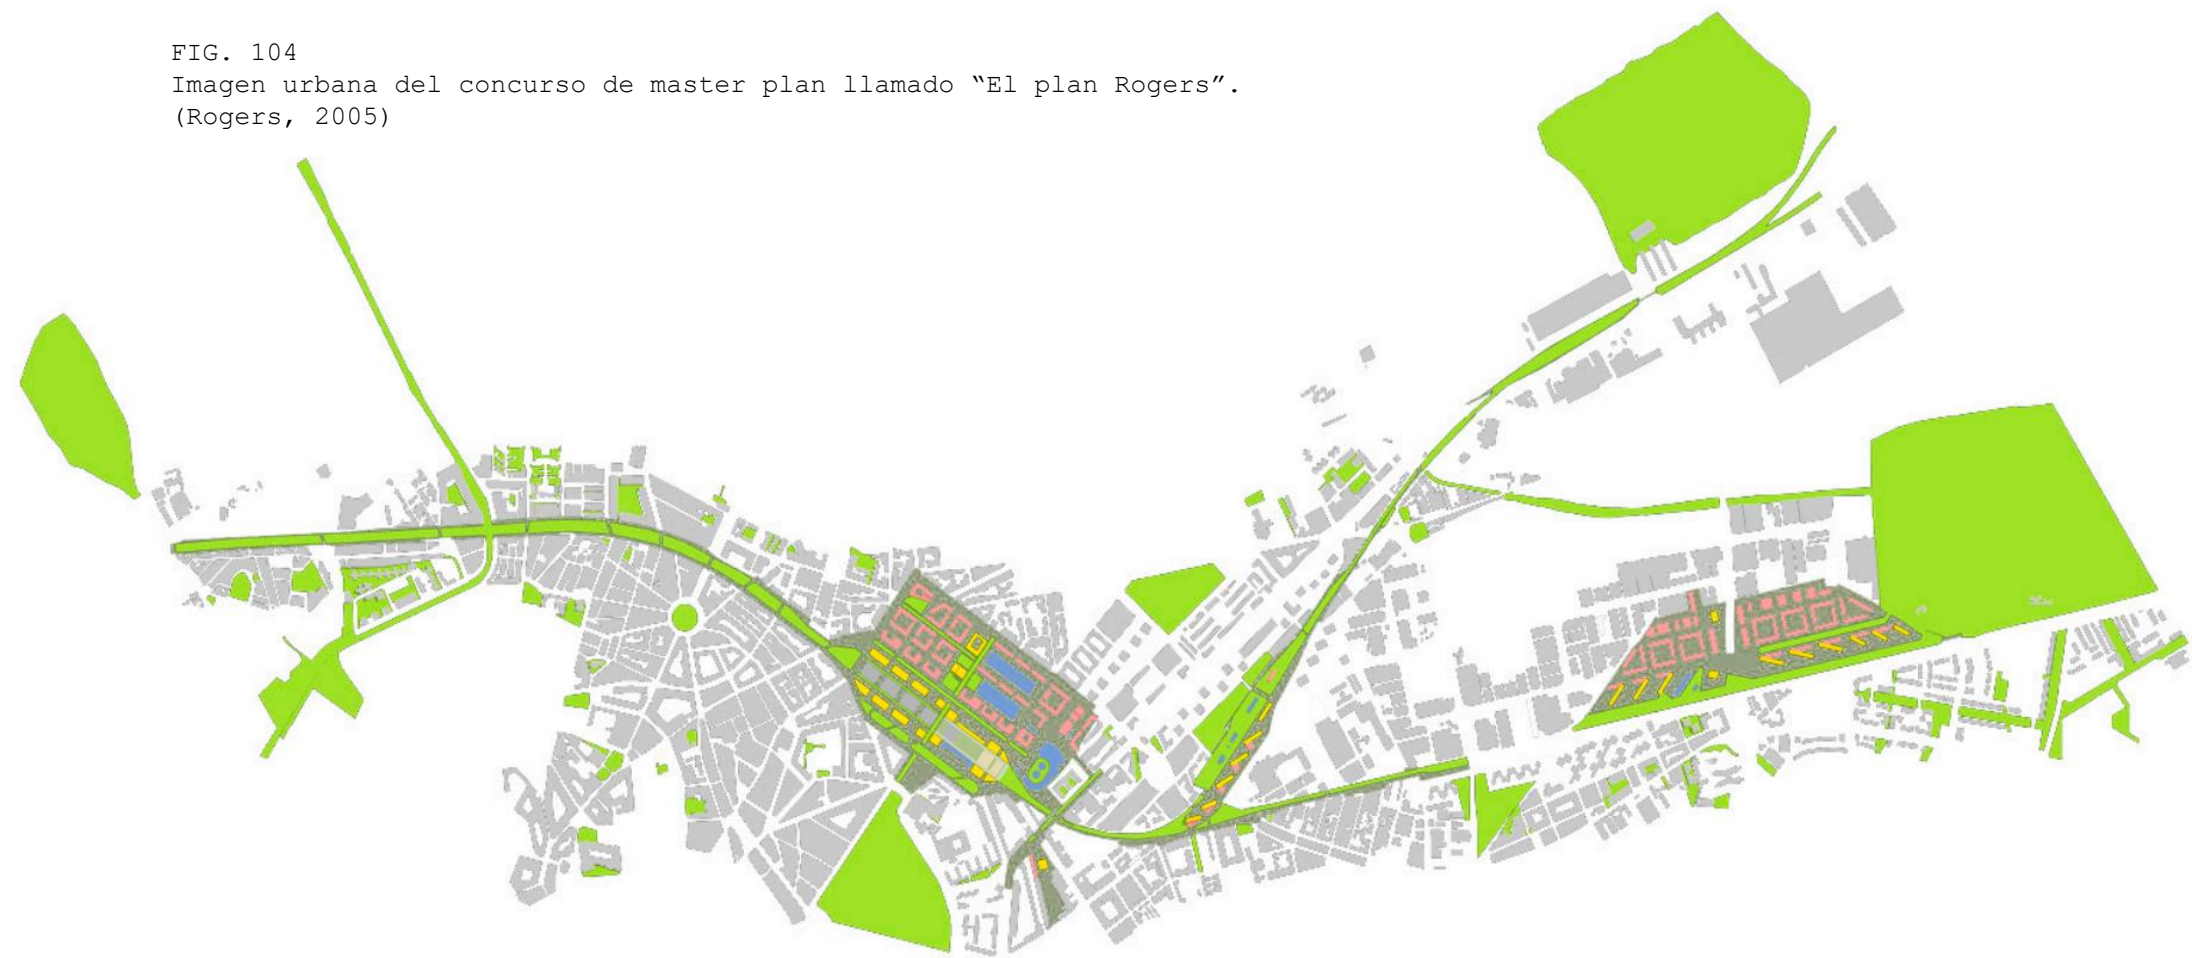 FIG. 104
Imagen urbana del concurso de master plan llamado “El plan Rogers”.
(Rogers, 2005)